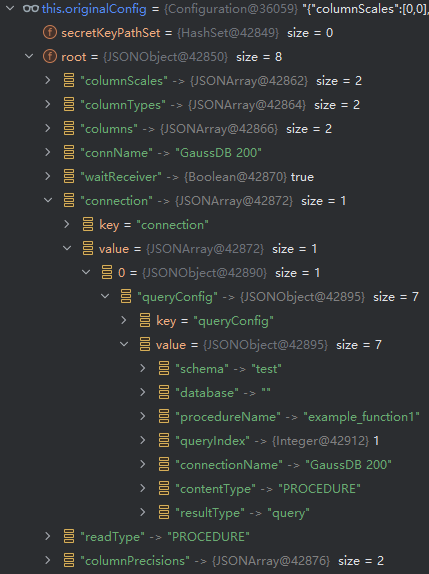 this.originalConfig = {Configuration@36059} "{"columnScales":[0,0],
secretKeyPathSet = {HashSet@42849} size = 0
root = {JSONObject@42850} size = 8
"columnScales" -> {JSONArray@42862} size = 2
"columnTypes" -> {JSONArray@42864} size = 2
"columns" -> {JSONArray@42866} size = 2
"connName" -> "GaussDB 200"
"waitReceiver" -> {Boolean@42870} true
"connection" -> {JSONArray@42872} size = 1
key = "connection"
value = {JSONArray@42872} size = 1
0 = {JSONObject@42890} size = 1
"queryConfig" -> {JSONObject@42895} size = 7
key = "queryConfig"
value = {JSONObject@42895} size = 7
"schema" -> "test"
"database" -> ""
"procedureName" -> "example_function1"
"queryIndex" -> {Integer@42912} 1
"connectionName" -> "GaussDB 200"
"contentType" -> "PROCEDURE"
"resultType" -> "query"
"readType" -> "PROCEDURE"
"columnPrecisions" -> {JSONArray@42876} size = 2